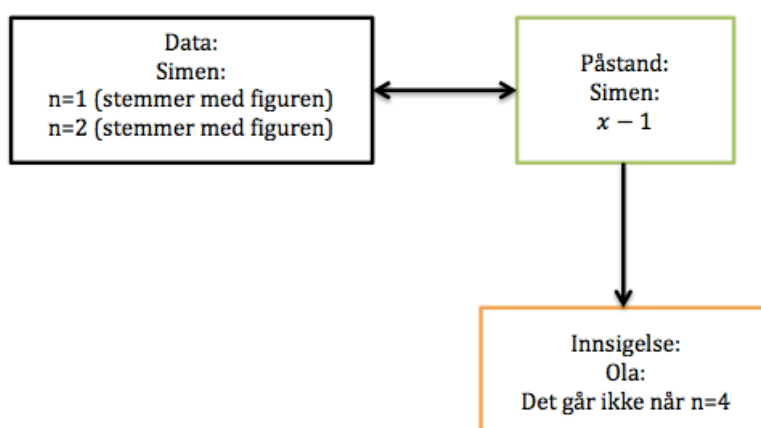 Data:
Simen:
n=1 (stemmer med figuren)
n=2 (stemmer med figuren)
Påstand:
Simen:
x − 1
Innsigelse:
Ola:
Det går ikke når n=4